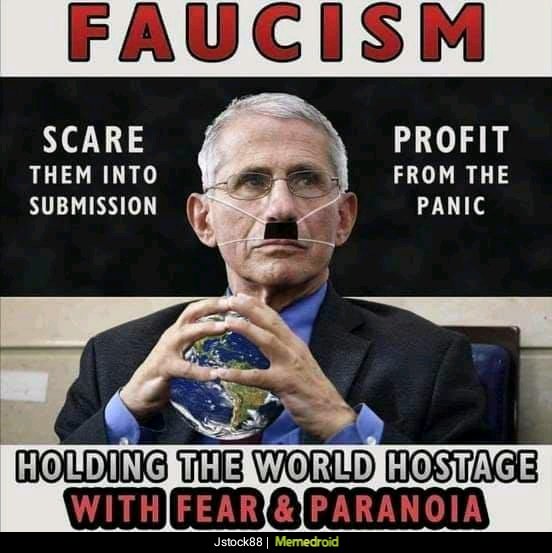 FAUCISM
SCARE
THEM INTO
SUBMISSION
PROFIT
FROM THE
PANIC
HOLDING THE WORLD HOSTAGE
WITH FEAR & PARANOIA
Jstock88 | Memedroid